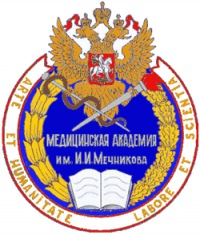 МЕДИЦИНСКАЯ АКАДЕМИЯ
ИМ. И.И.МЕЧНИКОВА
ARTE ET HUMANITATE LABORE ET SCIENTIA